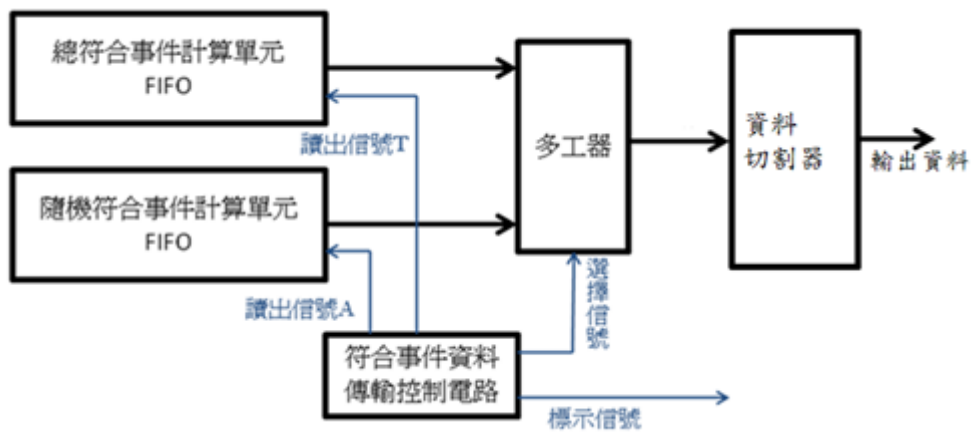 總符合事件計算單元
FIFO
讀出信號T
隨機符合事件計算單元
FIFO
讀出信號A
多工器
資料
切割器
輸出資料
選擇信號
符合事件資料
傳輸控制電路
標示信號